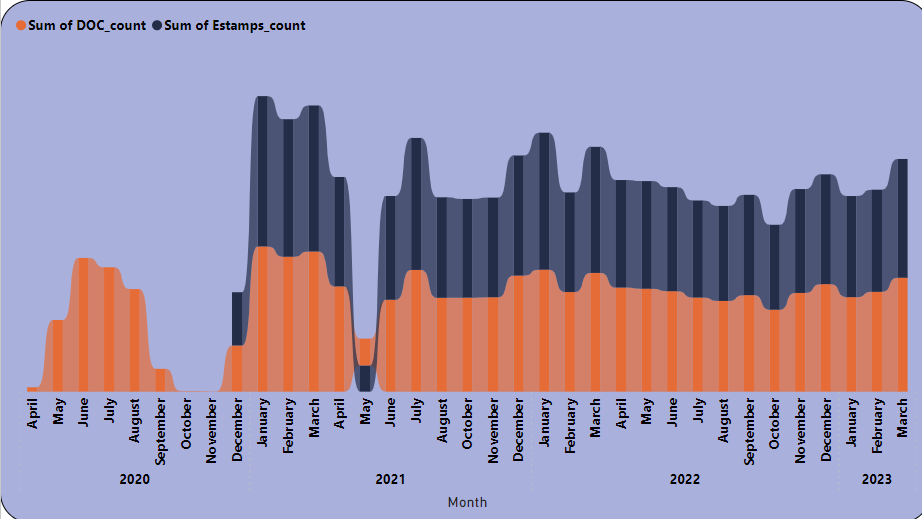 Sum of DOC_count Sum of Estamps_count
April May June July August September October November December January February March April May June July August September October November December January February March April May June July August September October November December January February March
2020 2021 2022 2023
Month